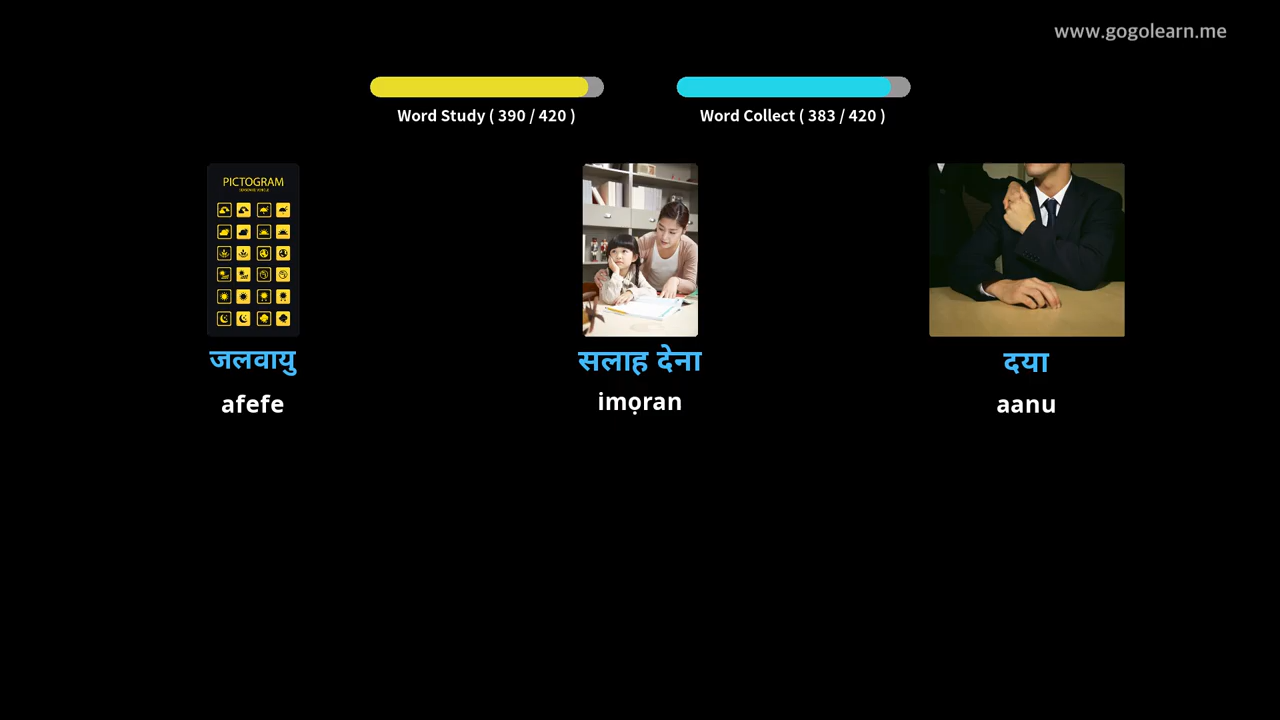 www.gogolearn.me
Word Study ( 390 / 420 )
Word Collect ( 383 / 420 )
PICTOGRAM
जलवायु
सलाह देना
दया
afefe
imọran
aanu